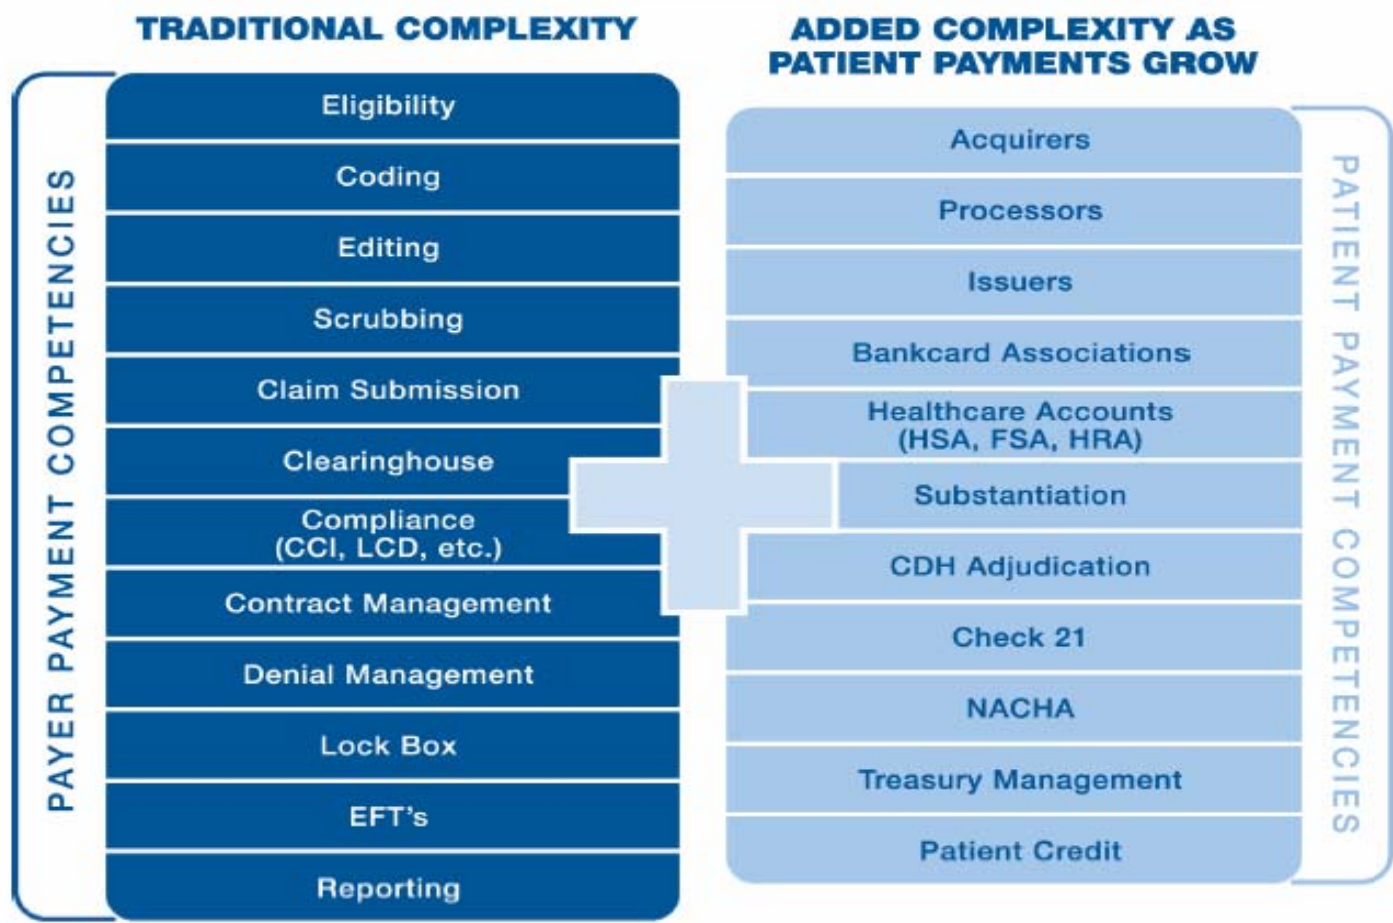 TRADITIONAL COMPLEXITY
PAYER PAYMENT COMPETENCIES
Eligibility
Coding
Editing
Scrubbing
Claim Submission
Clearinghouse
Compliance
(CCI, LCD, etc.)
Contract Management
Denial Management
Lock Box
EFT's
Reporting
ADDED COMPLEXITY AS
PATIENT PAYMENTS GROW
Acquirers
Processors
Issuers
Bankcard Associations
Healthcare Accounts
(HSA, FSA, HRA)
Substantiation
CDH Adjudication
Check 21
NACHA
Treasury Management
Patient Credit
PATIENT PAYMENT COMPETENCIES